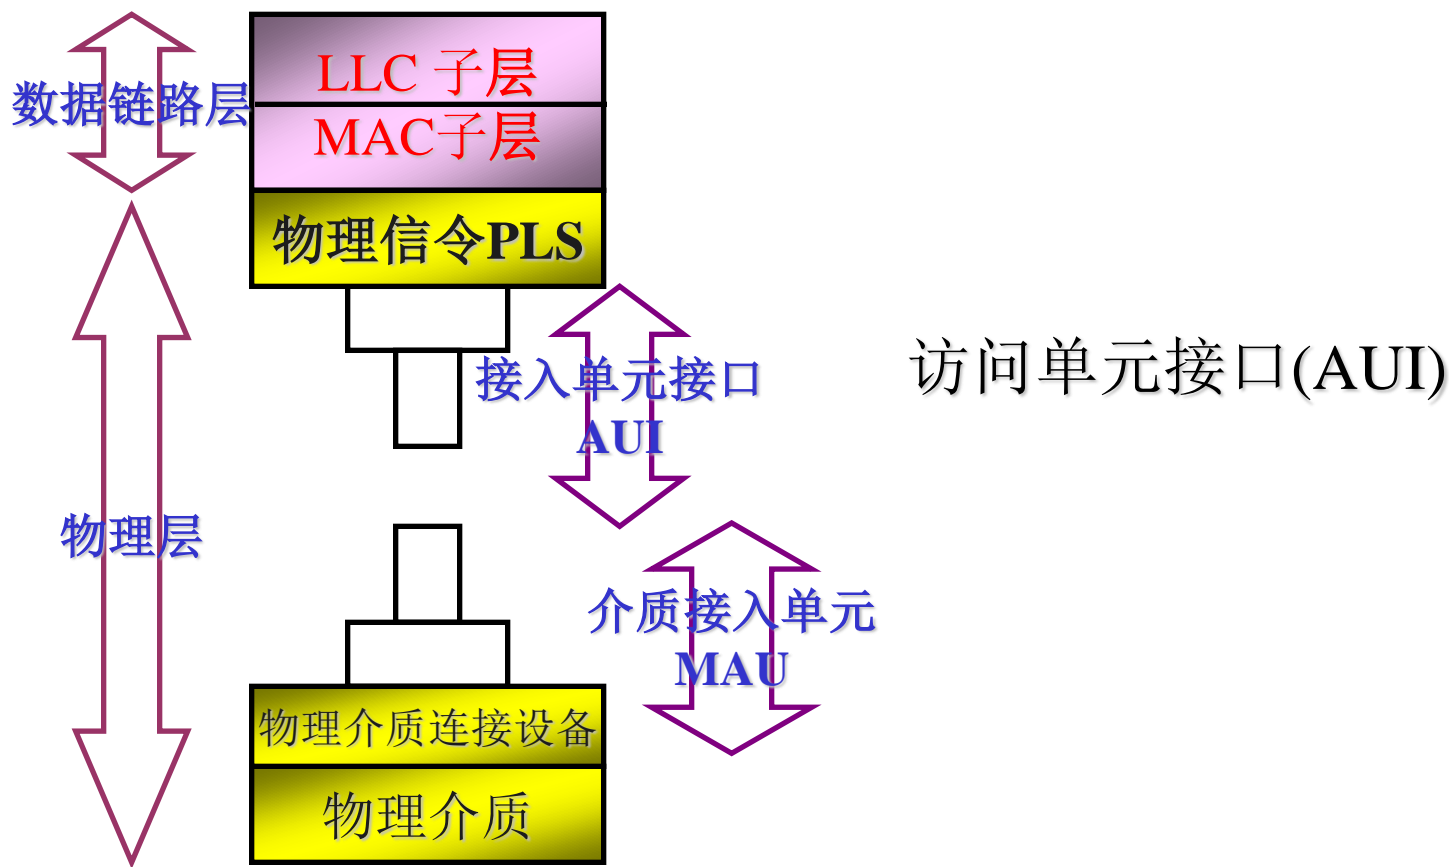 LLC 子层
数据链路层
MAC子层
物理信令PLS
接入单元接口
AUI
访问单元接口(AUI)
物理层
介质接入单元
MAU
物理介质连接设备
物理介质